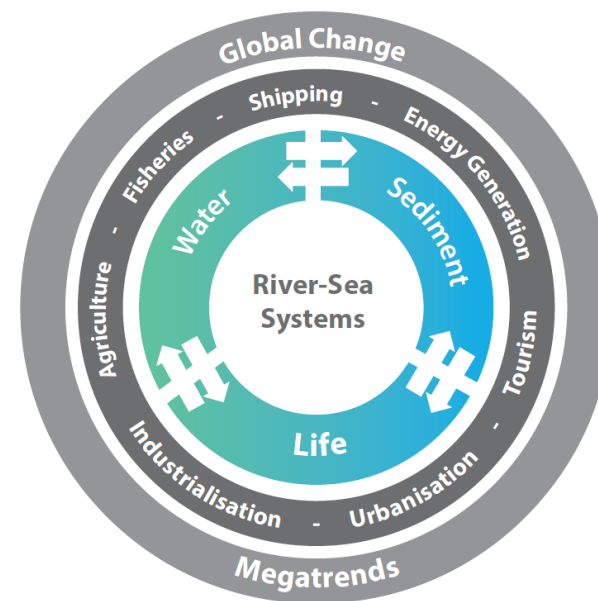 Global Change
Agriculture - Fisheries - Shipping - Energy Generation
Water
Sediment
River-Sea
Systems
Life
Industrialisation - Urbanisation - Tourism
Megatrends